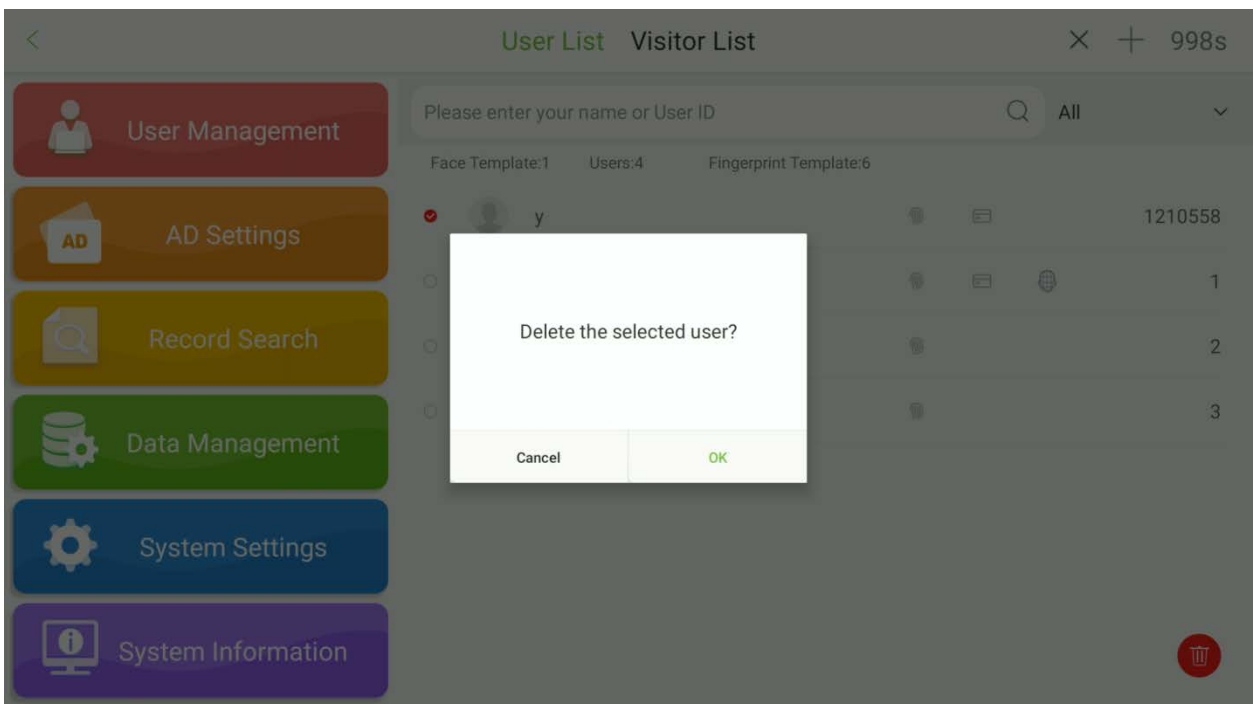 User List Visitor List 998s
User Management
AD AD Settings
Record Search
Data Management
System Settings
System Information
Please enter your name or User ID All
Face Template:1 Users:4 Fingerprint Template:6
y 1210558
1
2
3
Delete the selected user?
Cancel OK